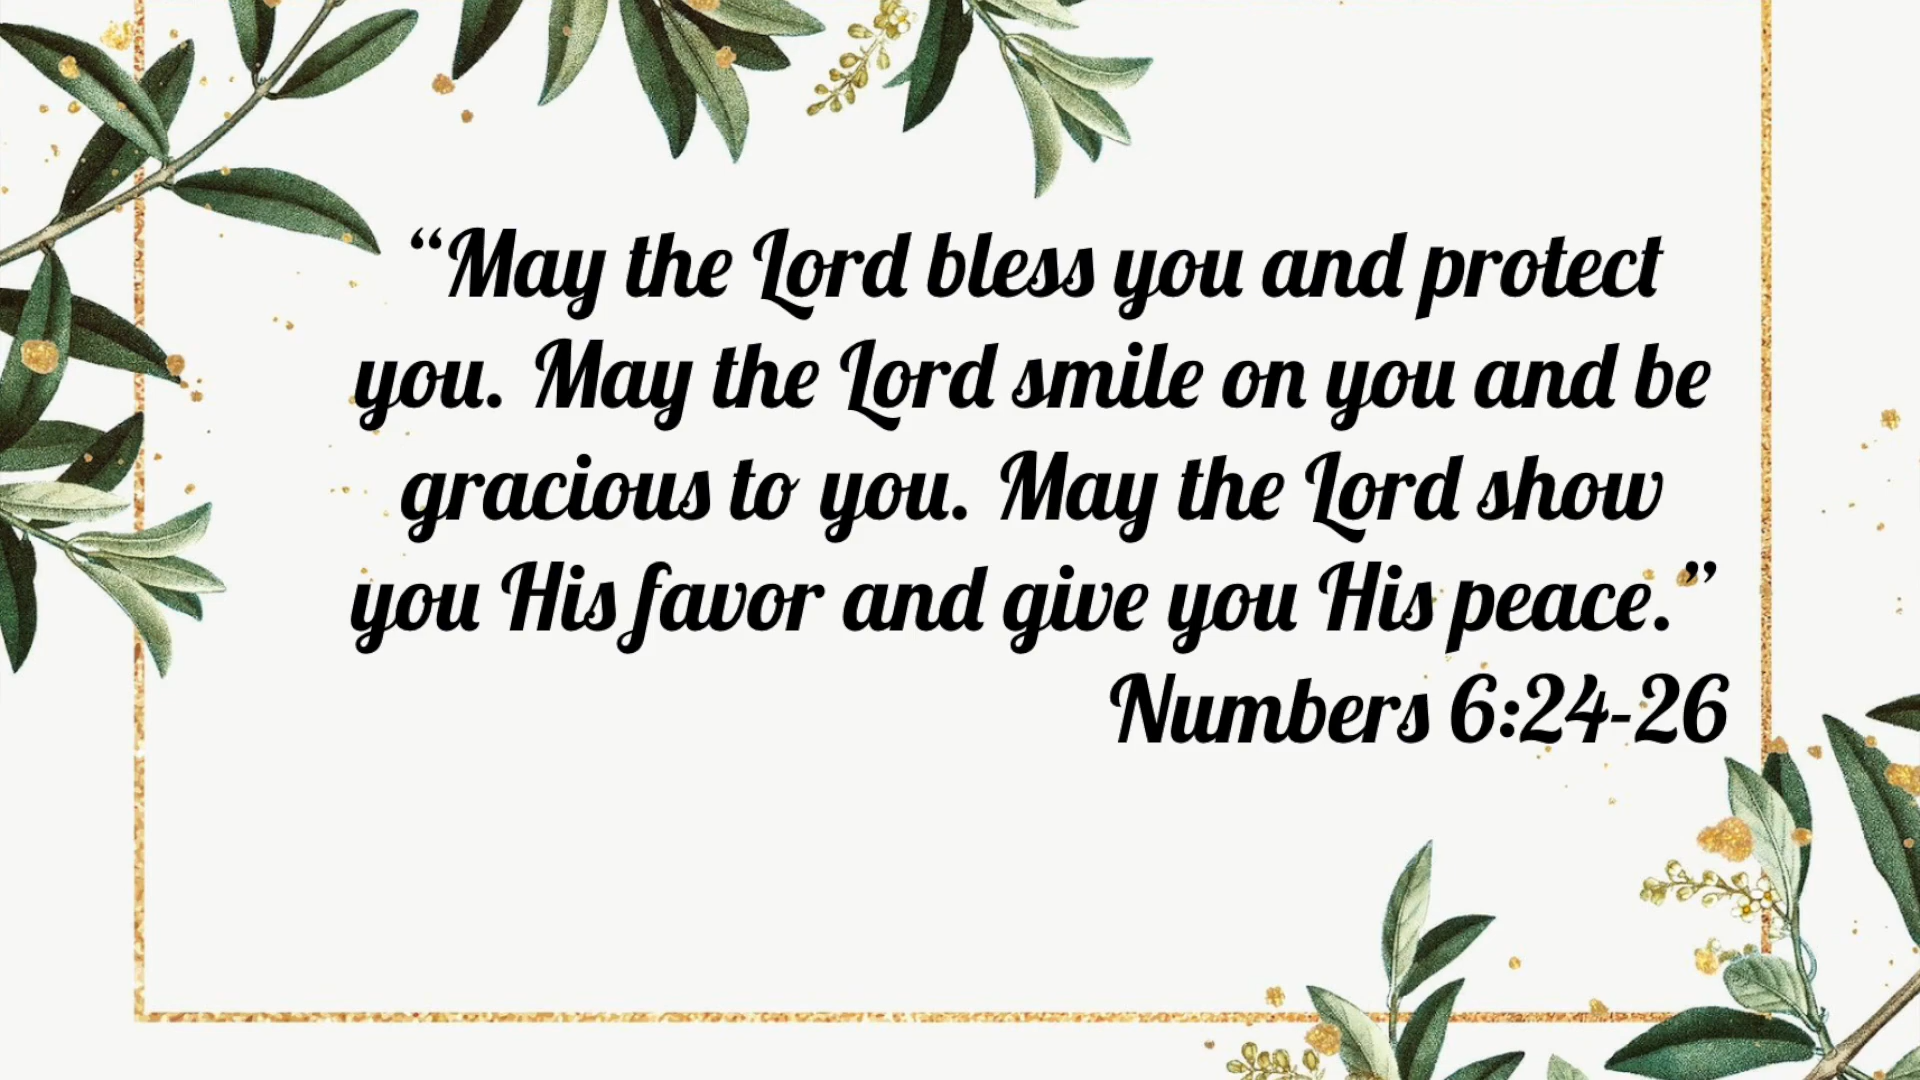 “May the Lord bless you and protect
you. May the Lord smile on you and be
gracious to you. May the Lord show
you His favor and give you His peace.”
Numbers 6:24-26